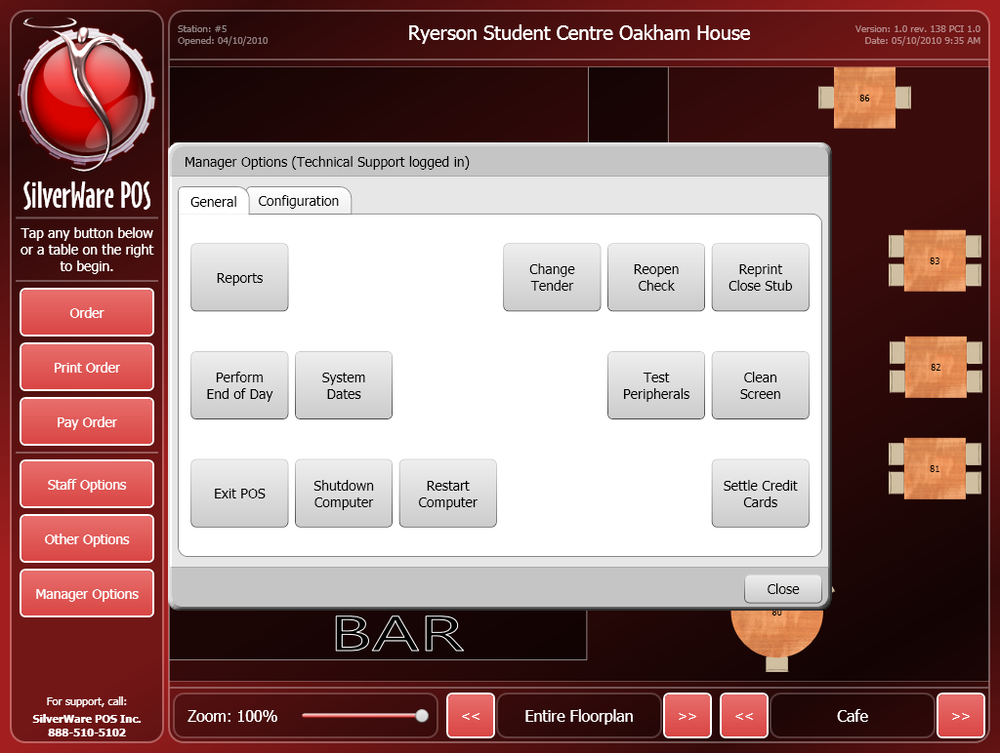 SilverWare POS
Tap any button below
or a table on the right
to begin.
Order
Print Order
Pay Order
Staff Options
Other Options
Manager Options
For support, call:
SilverWare POS Inc.
888-510-5102
Station: #5
Opened: 04/10/2010
Ryerson Student Centre Oakham House
Version: 1.0 rev. 138 PCI 1.0
Date: 05/10/2010 9:35 AM
86
83
82
81
80
Manager Options (Technical Support logged in)
General
Configuration
Reports
Change
Tender
Reopen
Check
Reprint
Close Stub
Perform
End of Day
System
Dates
Test
Peripherals
Clean
Screen
Exit POS
Shutdown
Computer
Restart
Computer
Settle Credit
Cards
Close
BAR
Zoom: 100%
<<
Entire Floorplan
>>
<<
Cafe
>>